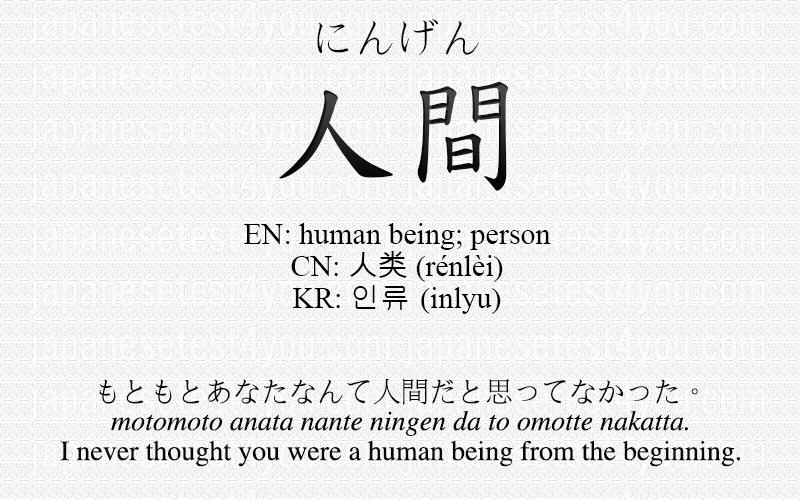 にんげん
人間
EN: human being; person
CN: 人类 (rénlèi)
KR: 인류 (inlyu)
もともとあなたなんて人間だと思ってなかった。
motomoto anata nante ningen da to omotte nakatta.
I never thought you were a human being from the beginning.
japanesetest4you.com